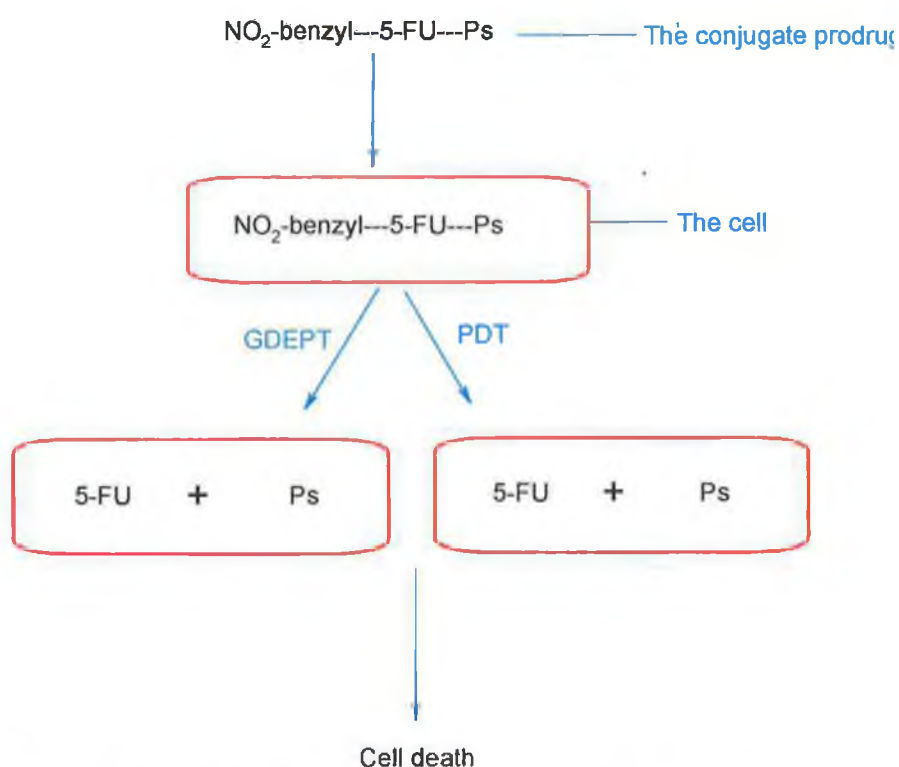 NO₂-benzyl---5-FU---Ps The conjugate prodrug
NO₂-benzyl---5-FU---Ps The cell
GDEPT PDT
5-FU + Ps 5-FU + Ps
Cell death